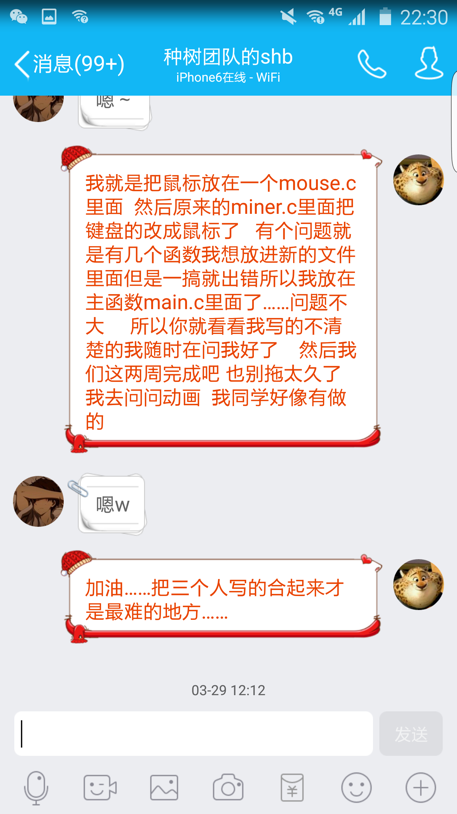 4G 22:30
消息(99+)
种树团队的shb
iPhone6在线 - WiFi
嗯 ~
我就是把鼠标放在一个mouse.c
里面 然后原来的miner.c里面把
键盘的改成鼠标了 有个问题就
是有几个函数我想放进新的文件
里面但是一搞就出错所以我放在
主函数main.c里面了……问题不
大 所以你就看看我写的不清
楚的我随时在问我好了 然后我
们这两周完成吧 也别拖太久了
我去问问动画 我同学好像有做
的
嗯w
加油……把三个人写的合起来才
是最难的地方……
03-29 12:12
发送